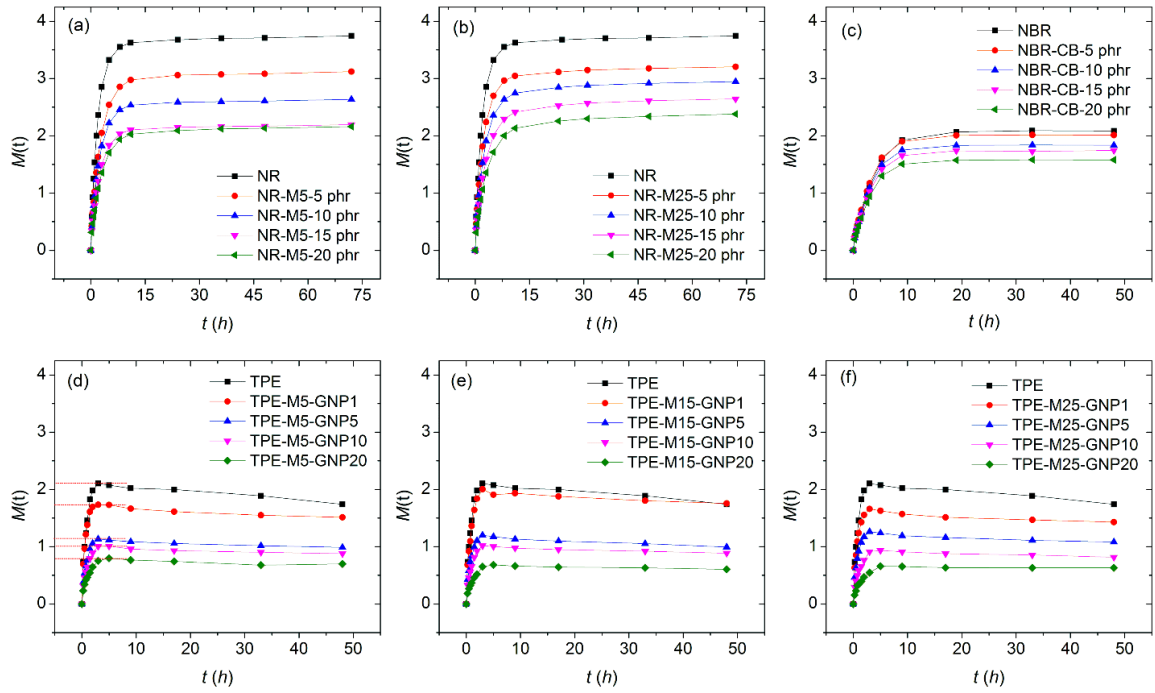 (a)
4
3
2
1
0
M(t)
NR
NR-M5-5 phr
NR-M5-10 phr
NR-M5-15 phr
NR-M5-20 phr
0 15 30 45 60 75
t (h)
(b)
4
3
2
1
0
M(t)
NR
NR-M25-5 phr
NR-M25-10 phr
NR-M25-15 phr
NR-M25-20 phr
0 15 30 45 60 75
t (h)
(c)
4
3
2
1
0
M(t)
NBR
NBR-CB-5 phr
NBR-CB-10 phr
NBR-CB-15 phr
NBR-CB-20 phr
0 10 20 30 40 50
t (h)
(d)
4
3
2
1
0
M(t)
TPE
TPE-M5-GNP1
TPE-M5-GNP5
TPE-M5-GNP10
TPE-M5-GNP20
0 10 20 30 40 50
t (h)
(e)
4
3
2
1
0
M(t)
TPE
TPE-M15-GNP1
TPE-M15-GNP5
TPE-M15-GNP10
TPE-M15-GNP20
0 10 20 30 40 50
t (h)
(f)
4
3
2
1
0
M(t)
TPE
TPE-M25-GNP1
TPE-M25-GNP5
TPE-M25-GNP10
TPE-M25-GNP20
0 10 20 30 40 50
t (h)